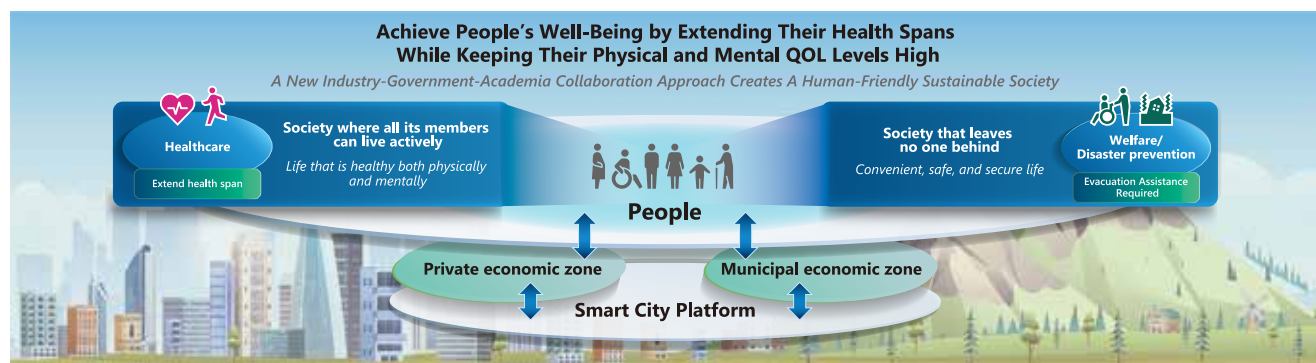 Achieve People's Well-Being by Extending Their Health Spans
While Keeping Their Physical and Mental QOL Levels High
A New Industry-Government-Academia Collaboration Approach Creates A Human-Friendly Sustainable Society
Healthcare
Extend health span
Society where all its members
can live actively
Life that is healthy both physically
and mentally
People
Society that leaves
no one behind
Convenient, safe, and secure life
Welfare/
Disaster prevention
Evacuation Assistance
Required
Private economic zone
Municipal economic zone
Smart City Platform